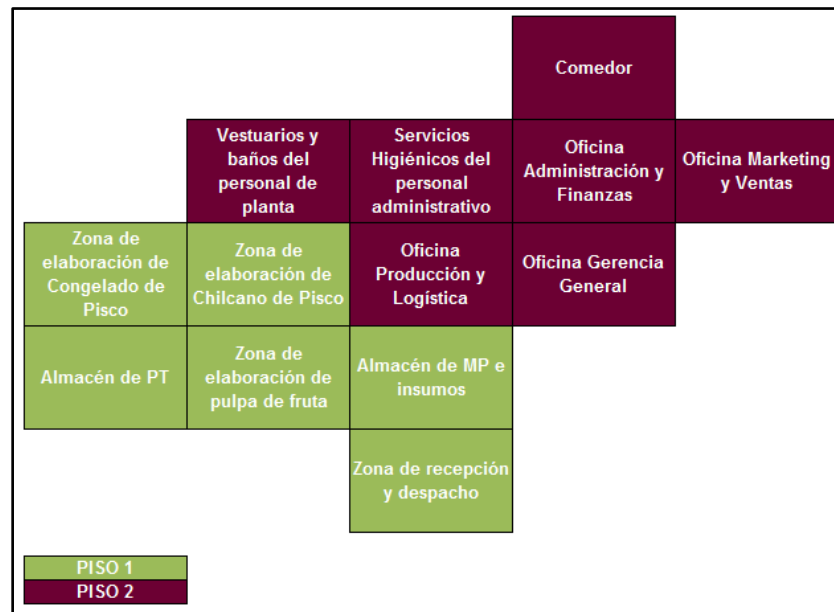 Comedor
Vestuarios y
baños del
personal de
planta
Servicios
Higiénicos del
personal
administrativo
Oficina
Administración y
Finanzas
Oficina Marketing
y Ventas
Zona de
elaboración de
Congelado de
Pisco
Zona de
elaboración de
Chilcano de Pisco
Oficina
Producción y
Logística
Oficina Gerencia
General
Almacén de PT
Zona de
elaboración de
pulpa de fruta
Almacén de MP e
insumos
Zona de recepción
y despacho
PISO 1
PISO 2